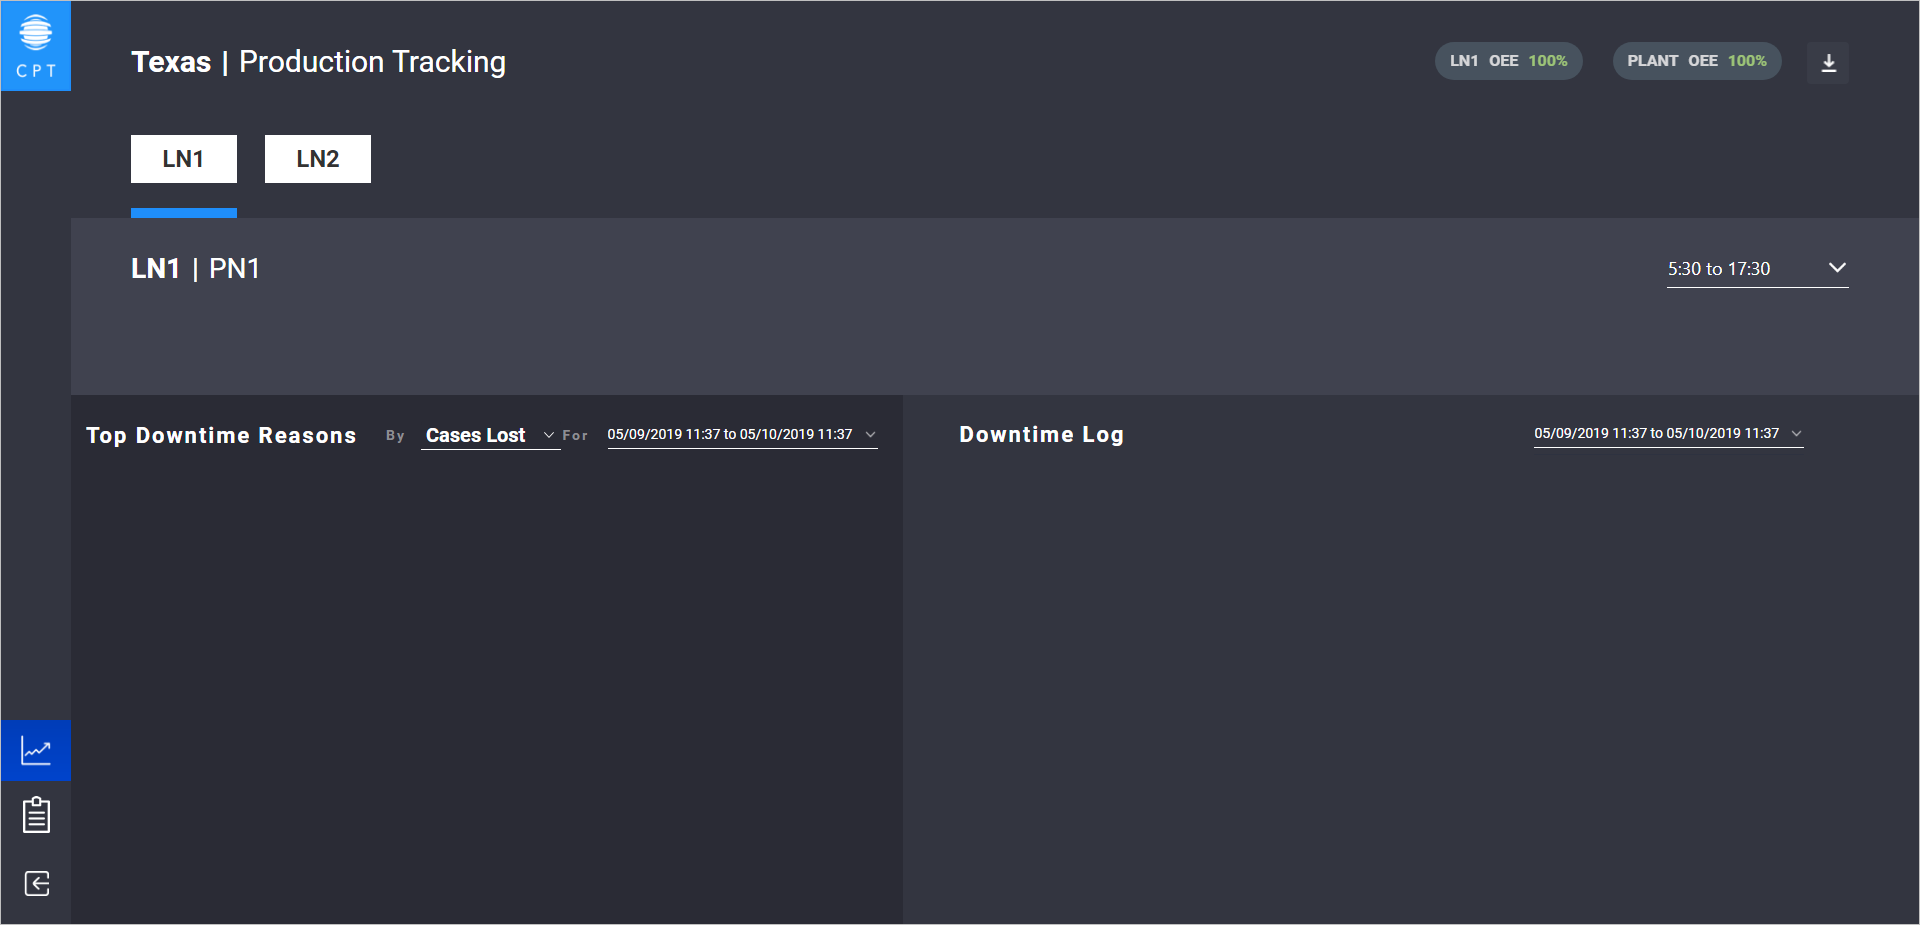 CPT
Texas | Production Tracking
LN1 OEE 100%
PLANT OEE 100%
LN1
LN2
LN1 | PN1
5:30 to 17:30
Top Downtime Reasons By Cases Lost For 05/09/2019 11:37 to 05/10/2019 11:37
Downtime Log
05/09/2019 11:37 to 05/10/2019 11:37